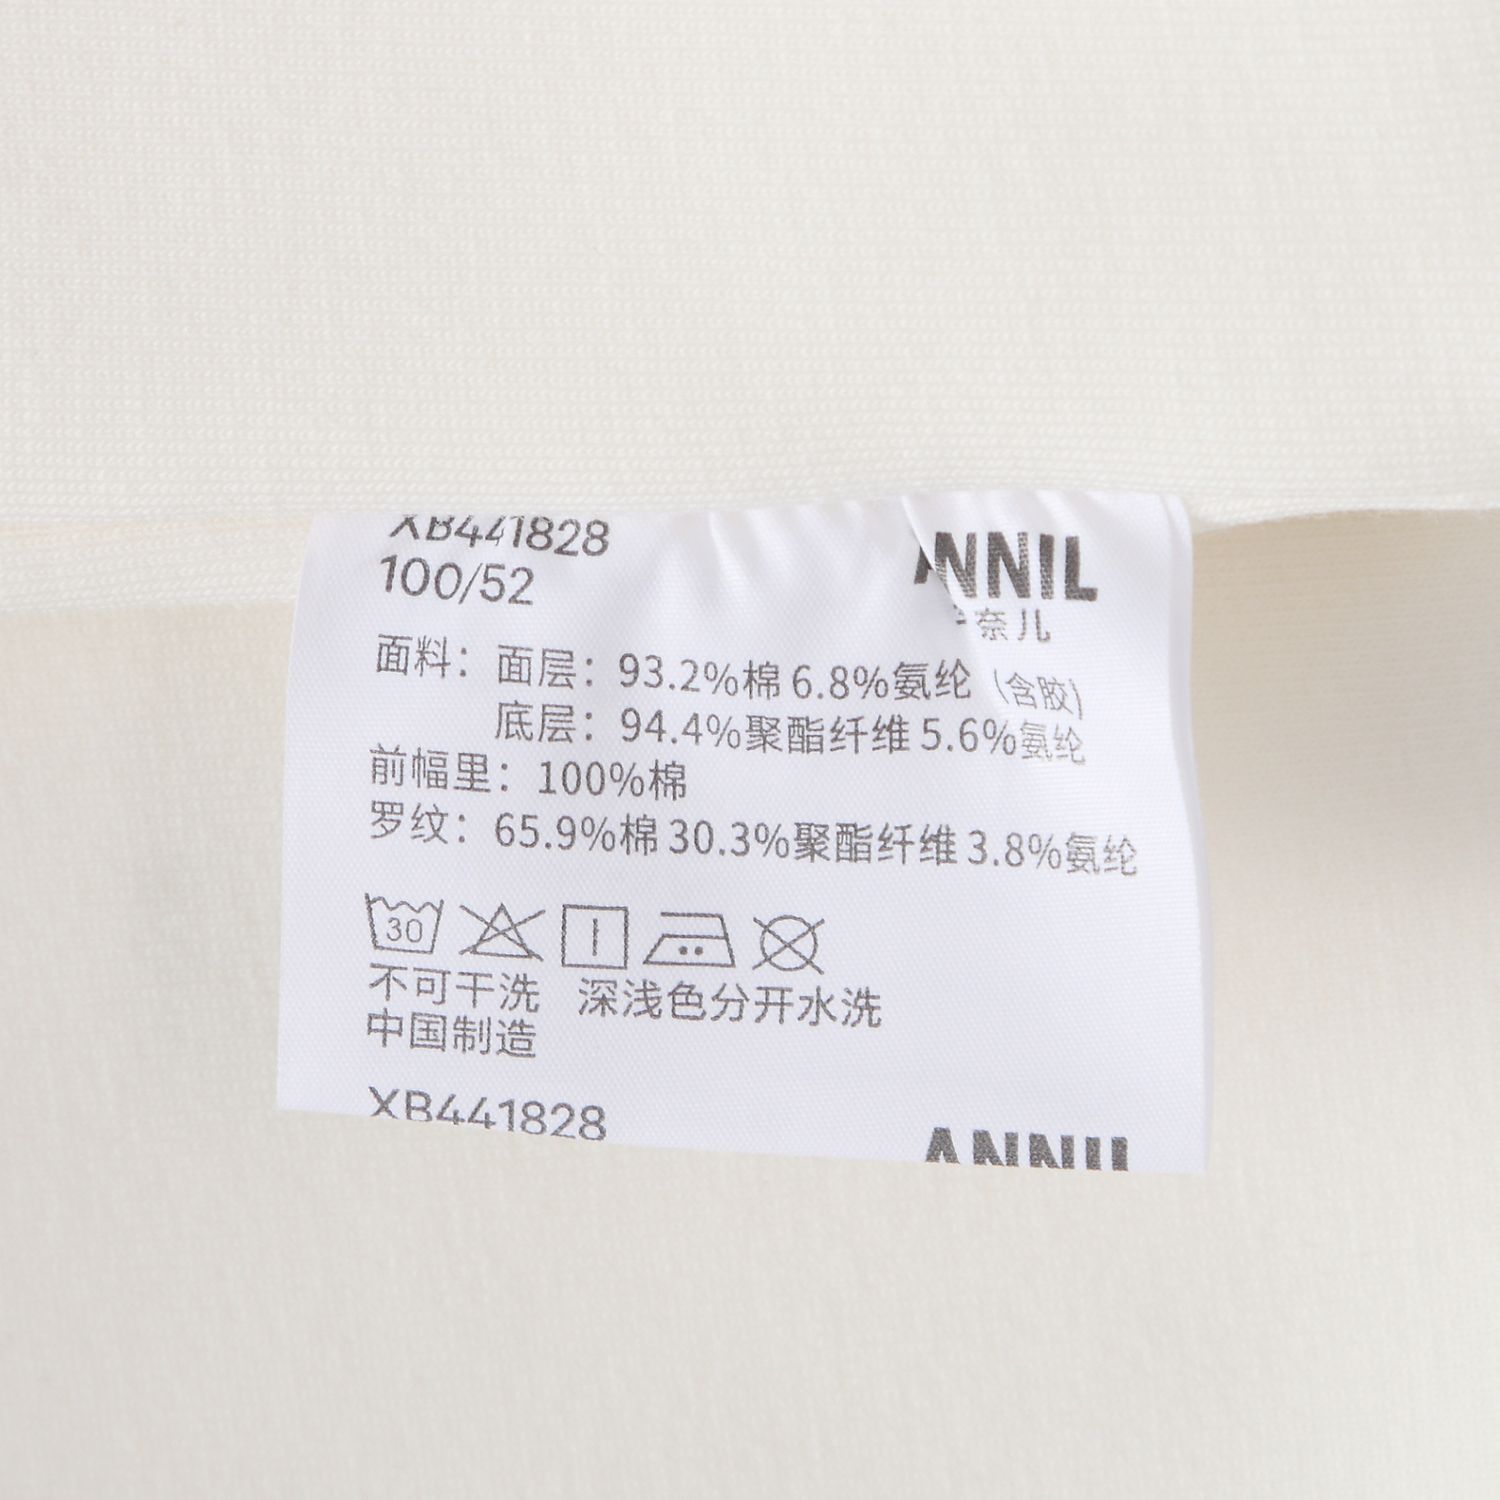 XB441828
100/52
ANNIL
奈儿
面料：面层：93.2%棉 6.8%氨纶（含胶）
底层：94.4%聚酯纤维 5.6%氨纶
前幅里：100%棉
罗纹：65.9%棉 30.3%聚酯纤维 3.8%氨纶
30
不可干洗 深浅色分开水洗
中国制造
XB441828
ANNIL